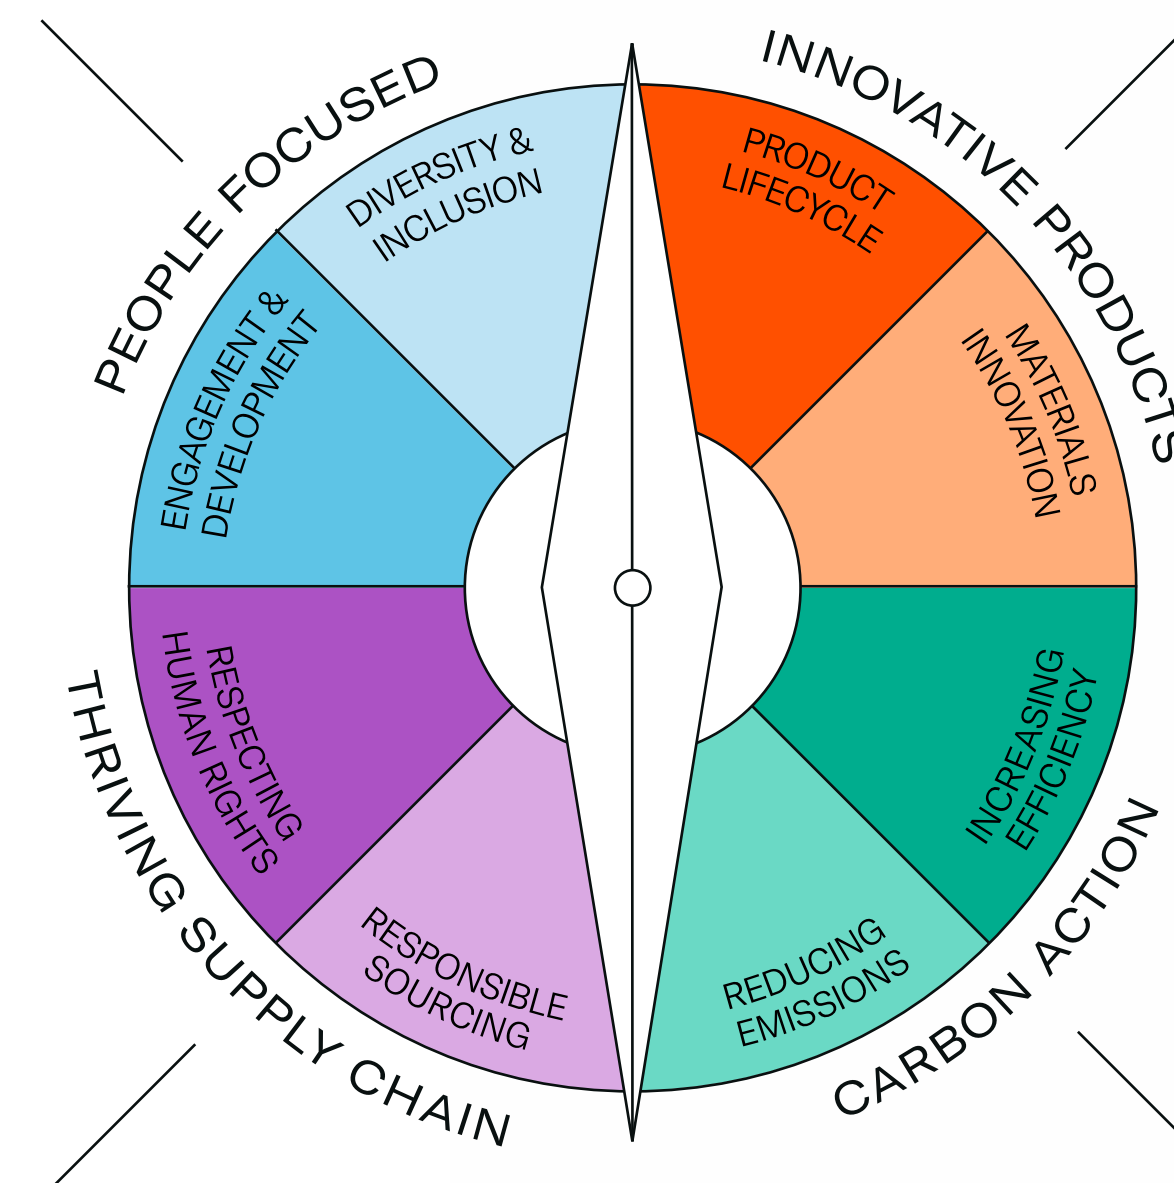 PEOPLE FOCUSED
DIVERSITY &
INCLUSION
ENGAGEMENT &
DEVELOPMENT
INNOVATIVE PRODUCTS
PRODUCT
LIFECYCLE
MATERIALS
INNOVATION
THRIVING SUPPLY CHAIN
RESPECTING
HUMAN RIGHTS
RESPONSIBLE
SOURCING
CARBON ACTION
INCREASING
EFFICIENCY
REDUCING
EMISSIONS